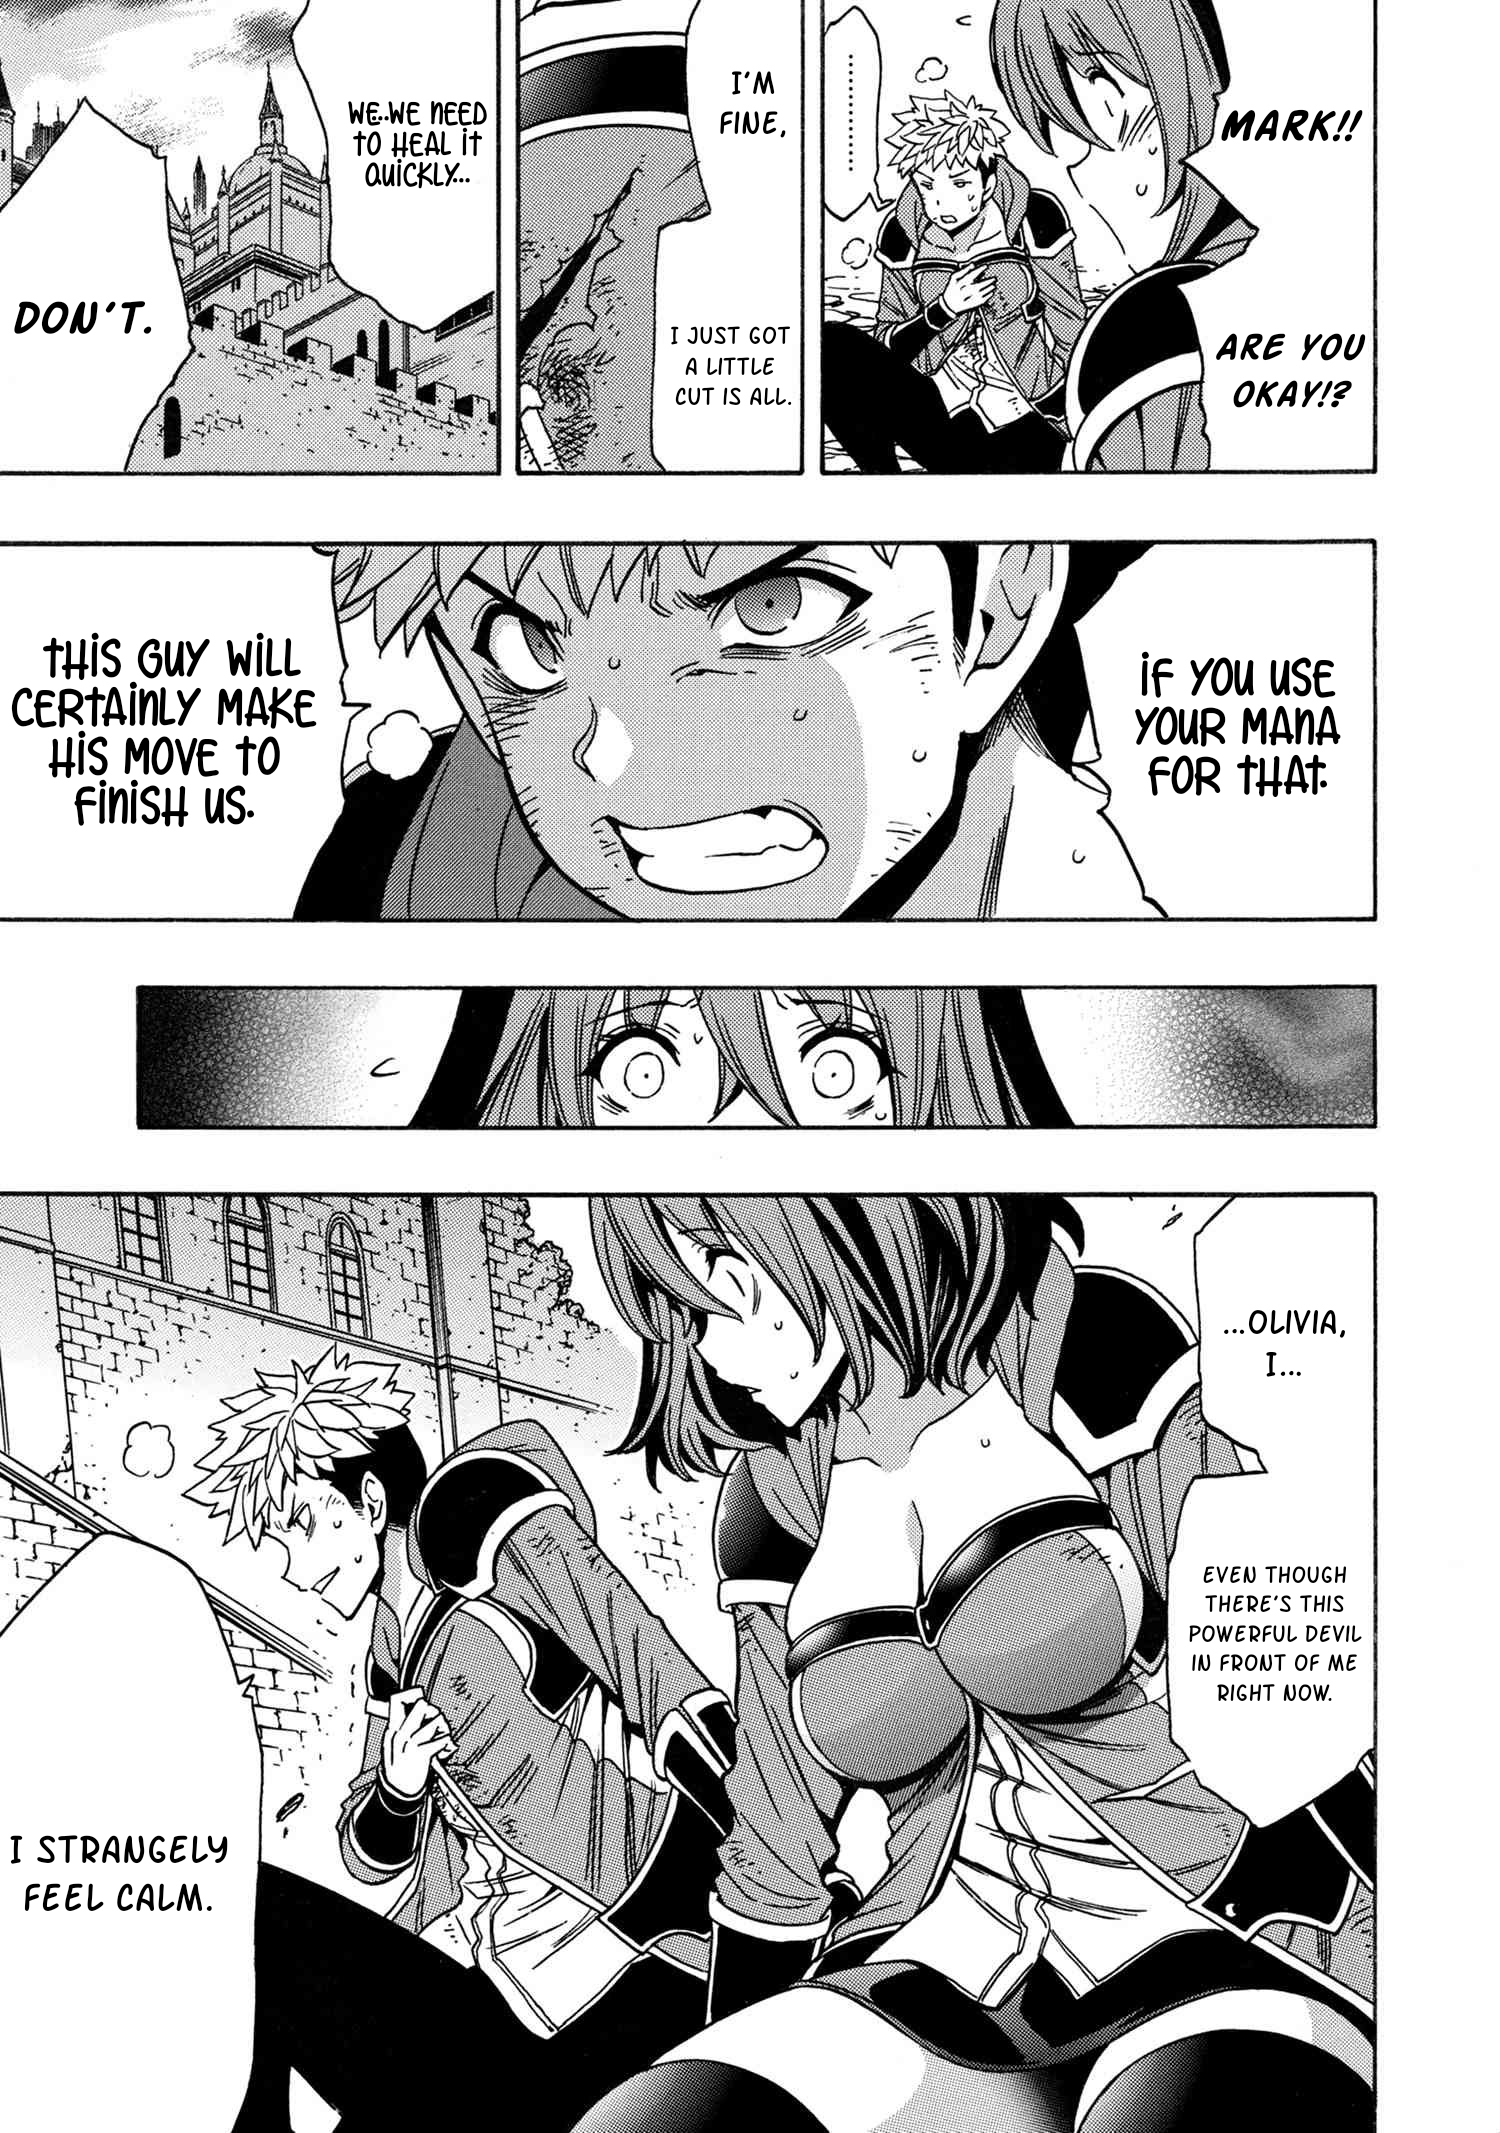 MARK!!
ARE YOU
OKAY!?
..........
I'M
FINE,
I JUST GOT
A LITTLE
CUT IS ALL.
WE...WE NEED
TO HEAL IT
QUICKLY...
DON'T.
IF YOU USE
YOUR MANA
FOR THAT.
THIS GUY WILL
CERTAINLY MAKE
HIS MOVE TO
FINISH US.
...OLIVIA,
I...
EVEN THOUGH
THERE'S THIS
POWERFUL DEVIL
IN FRONT OF ME
RIGHT NOW.
I STRANGELY
FEEL CALM.